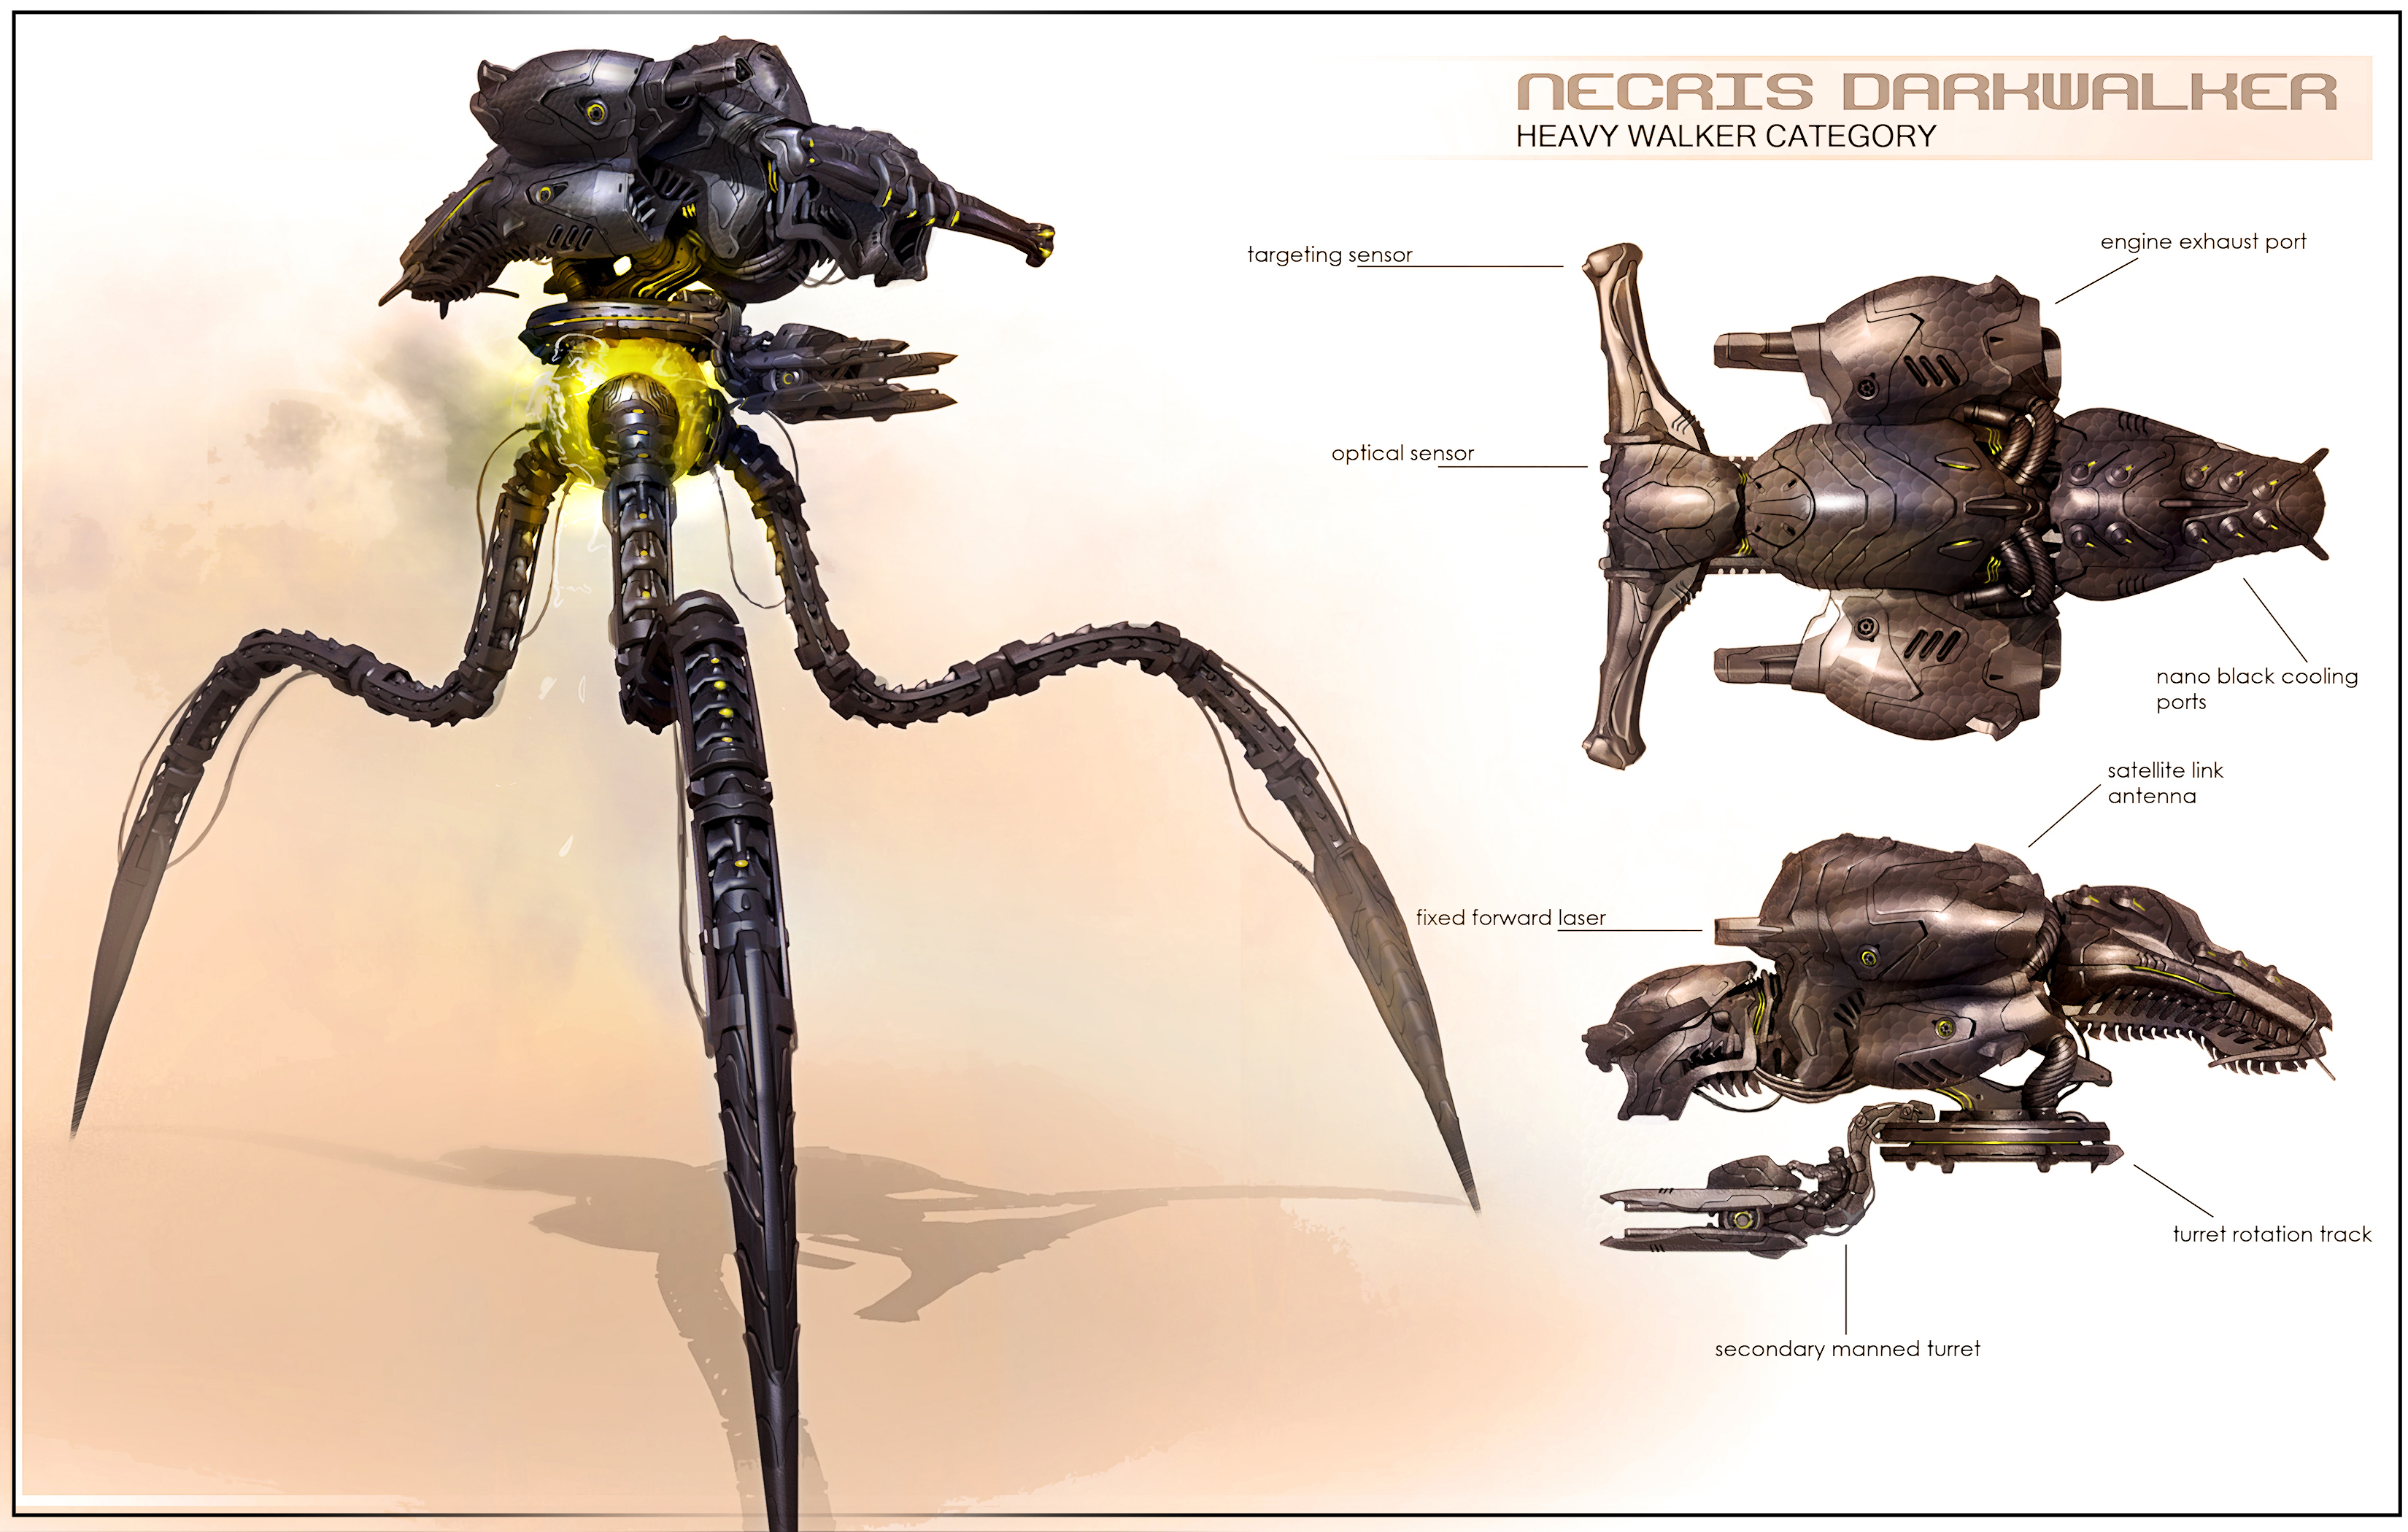 NECRIS DARKWALKER
HEAVY WALKER CATEGORY
engine exhaust port
targeting sensor
optical sensor
nano black cooling
ports
satellite link
antenna
fixed forward laser
turret rotation track
secondary manned turret